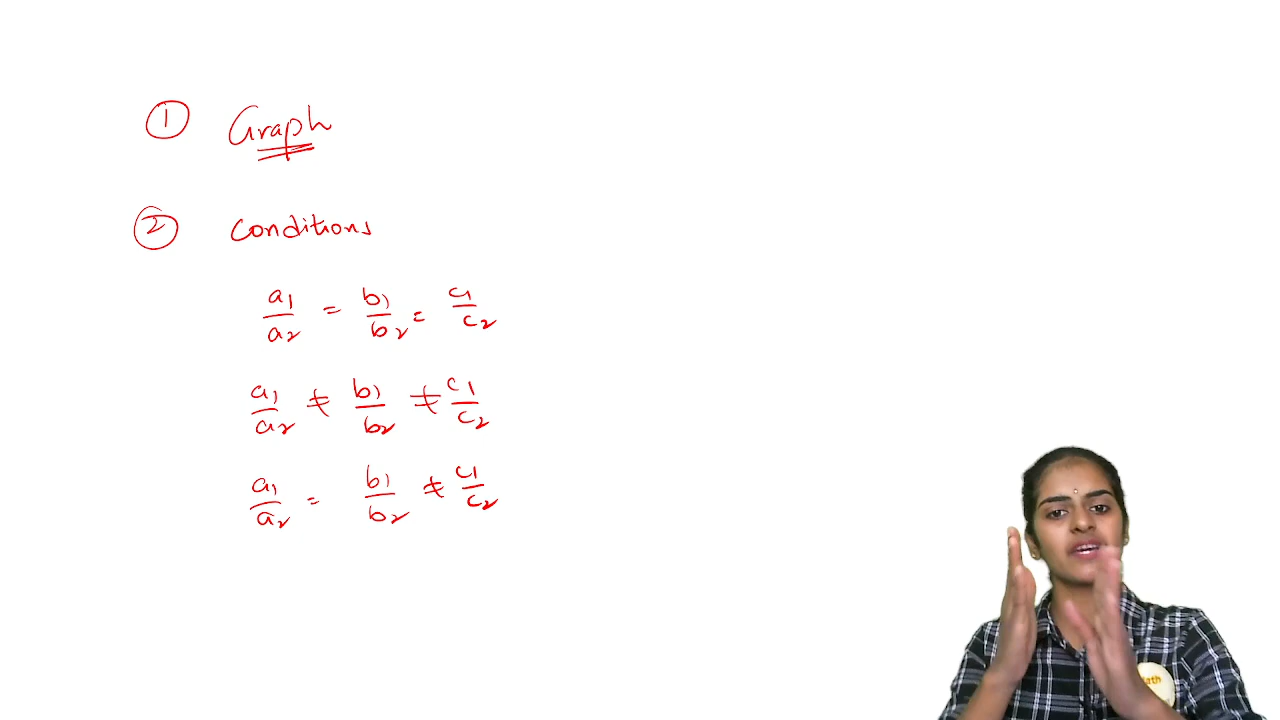 ① Graph
② Conditions
a₁/a₂ = b₁/b₂ = c₁/c₂
a₁/a₂ ≠ b₁/b₂ ≠ c₁/c₂
a₁/a₂ = b₁/b₂ ≠ c₁/c₂